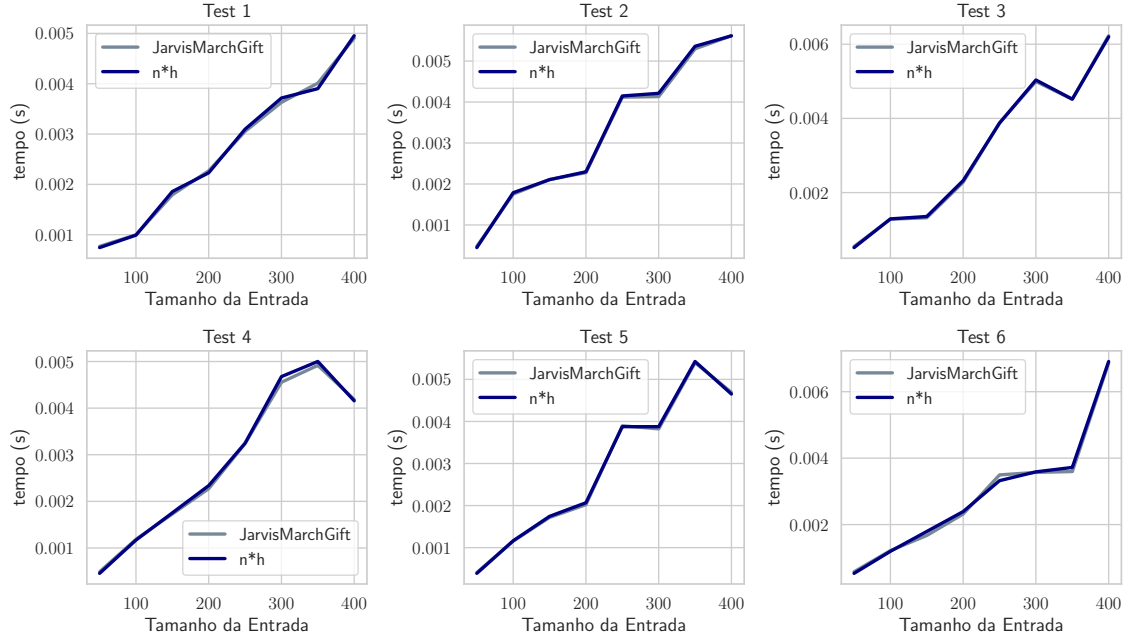 Test 1
0.005
0.004
0.003
0.002
0.001
tempo (s)
JarvisMarchGift
n*h
100 200 300 400
Tamanho da Entrada
Test 2
0.005
0.004
0.003
0.002
0.001
tempo (s)
JarvisMarchGift
n*h
100 200 300 400
Tamanho da Entrada
Test 3
0.006
0.004
0.002
tempo (s)
JarvisMarchGift
n*h
100 200 300 400
Tamanho da Entrada
Test 4
0.005
0.004
0.003
0.002
0.001
tempo (s)
JarvisMarchGift
n*h
100 200 300 400
Tamanho da Entrada
Test 5
0.005
0.004
0.003
0.002
0.001
tempo (s)
JarvisMarchGift
n*h
100 200 300 400
Tamanho da Entrada
Test 6
0.006
0.004
0.002
tempo (s)
JarvisMarchGift
n*h
100 200 300 400
Tamanho da Entrada